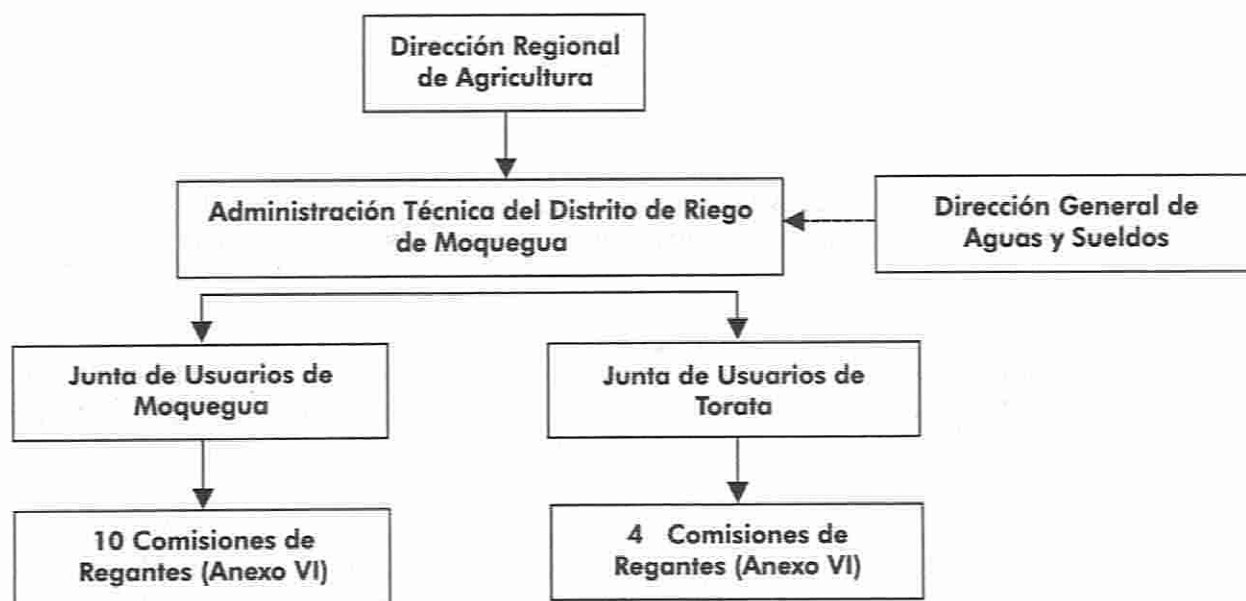 Dirección Regional
de Agricultura
Administración Técnica del Distrito de Riego
de Moquegua
Dirección General de
Aguas y Sueldos
Junta de Usuarios de
Moquegua
Junta de Usuarios de
Torata
10 Comisiones de
Regantes (Anexo VI)
4 Comisiones de
Regantes (Anexo VI)